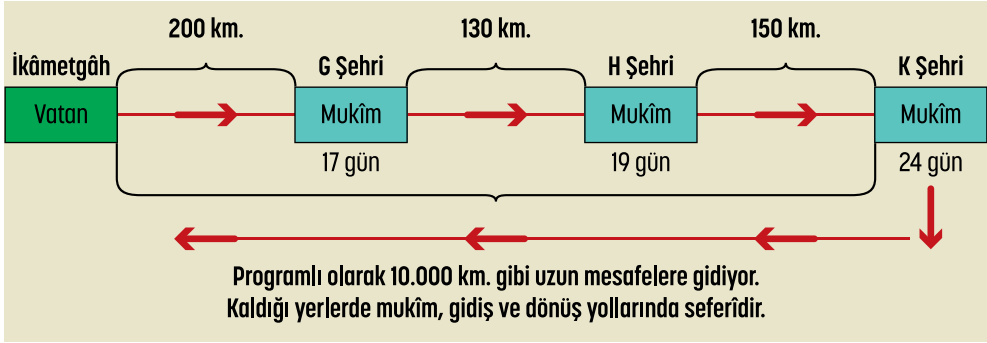 200 km.
130 km.
150 km.
İkâmetgâh
G Şehri
H Şehri
K Şehri
Vatan
Mukîm
Mukîm
Mukîm
17 gün
19 gün
24 gün
Programlı olarak 10.000 km. gibi uzun mesafelere gidiyor.
Kaldığı yerlerde mukîm, gidiş ve dönüş yollarında seferîdir.